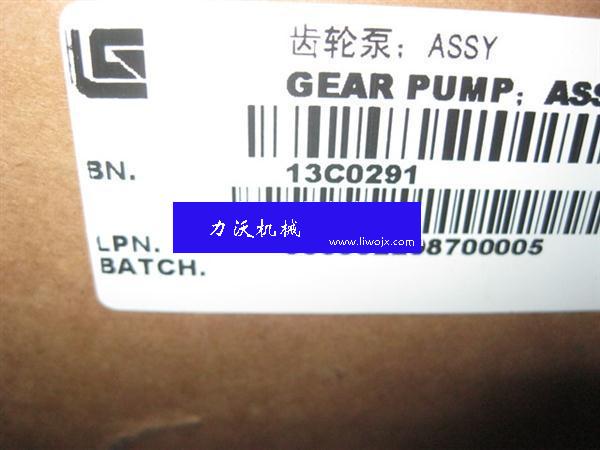 齿轮泵; ASSY
GEAR PUMP; ASS
BN.
13C0291
力沃机械
www.liwojx.com
LPN.
8700005
BATCH.